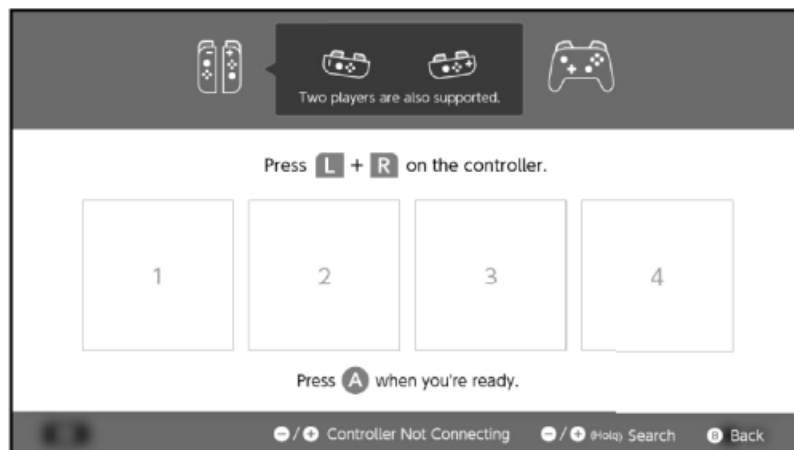 Two players are also supported.
Press L + R on the controller.
1 2 3 4
Press A when you're ready.
-/+ Controller Not Connecting -/+ (Holq) Search B Back